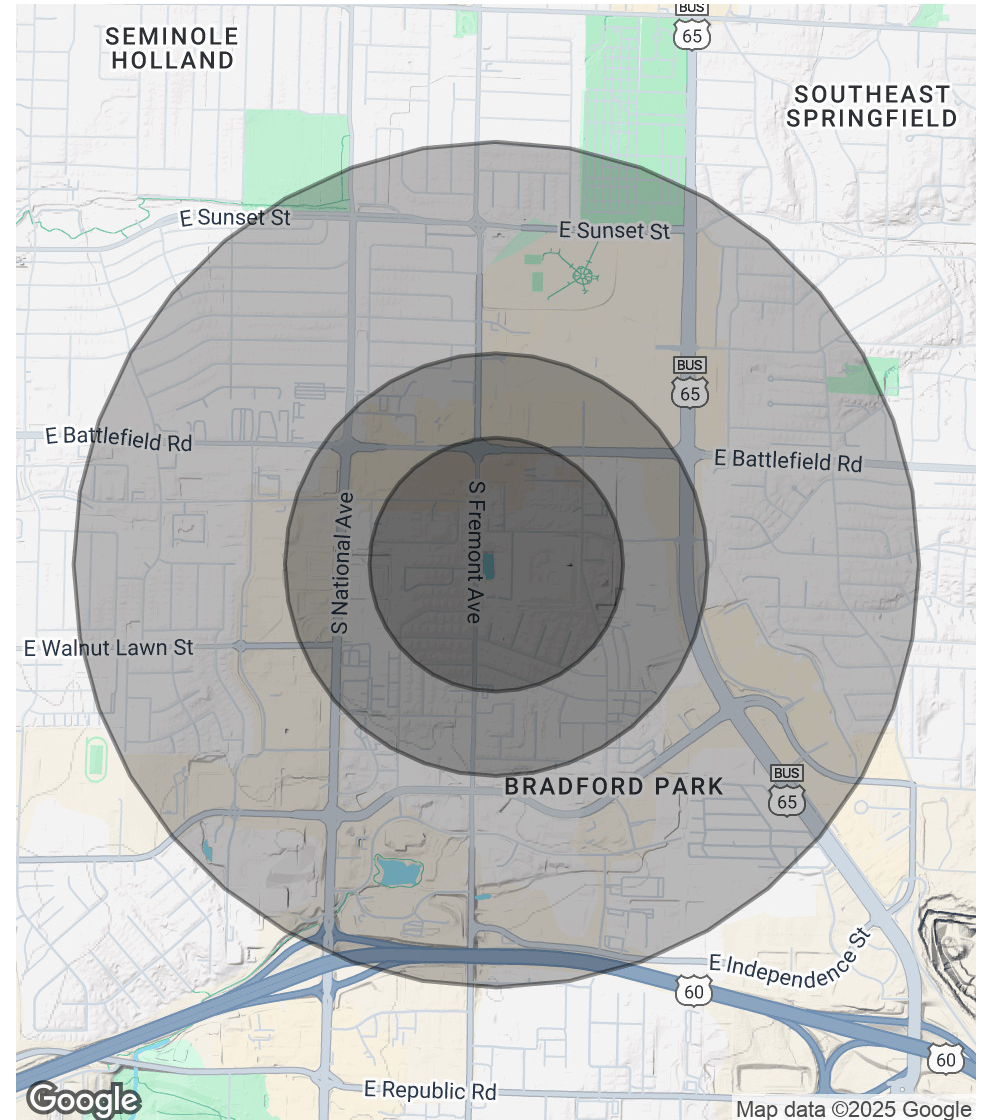 BUS
65
SEMINOLE
HOLLAND
SOUTHEAST
SPRINGFIELD
E Sunset St
E Sunset St
BUS
65
E Battlefield Rd
E Battlefield Rd
S National Ave
S Fremont Ave
E Walnut Lawn St
BRADFORD PARK
BUS
65
E Independence St
60
60
E Republic Rd
Google
Map data ©2025 Google